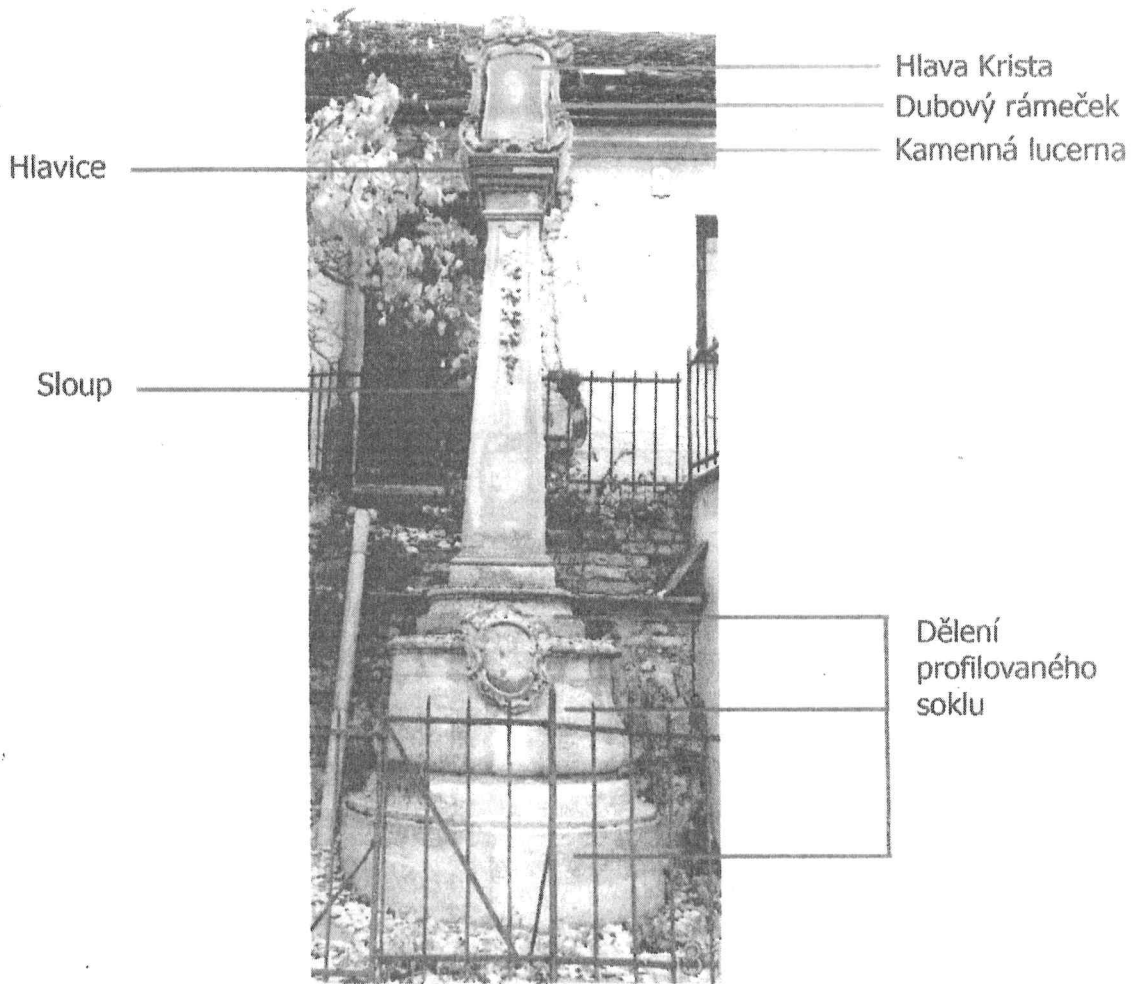 Hlava Krista
Dubový rámeček
Kamenná lucerna
Hlavice
Sloup
Dělení
profilovaného
soklu